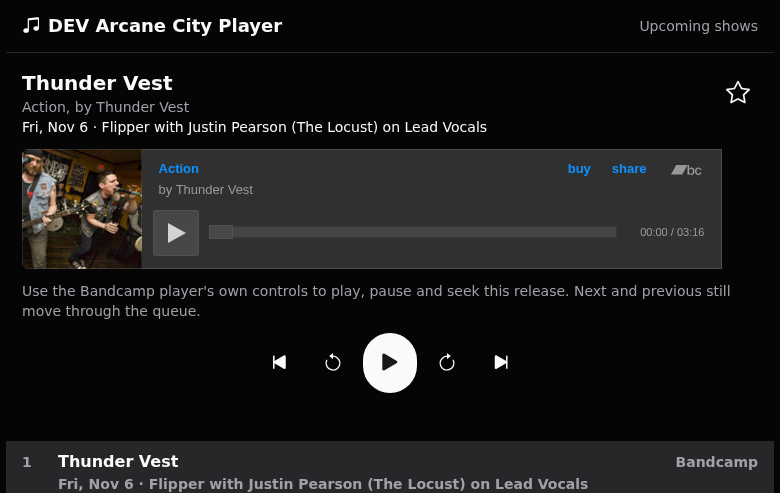 DEV Arcane City Player
Upcoming shows
Thunder Vest
Action, by Thunder Vest
Fri, Nov 6 · Flipper with Justin Pearson (The Locust) on Lead Vocals
Action
buy share bc
by Thunder Vest
00:00 / 03:16
Use the Bandcamp player's own controls to play, pause and seek this release. Next and previous still
move through the queue.
1 Thunder Vest Bandcamp
Fri, Nov 6 · Flipper with Justin Pearson (The Locust) on Lead Vocals